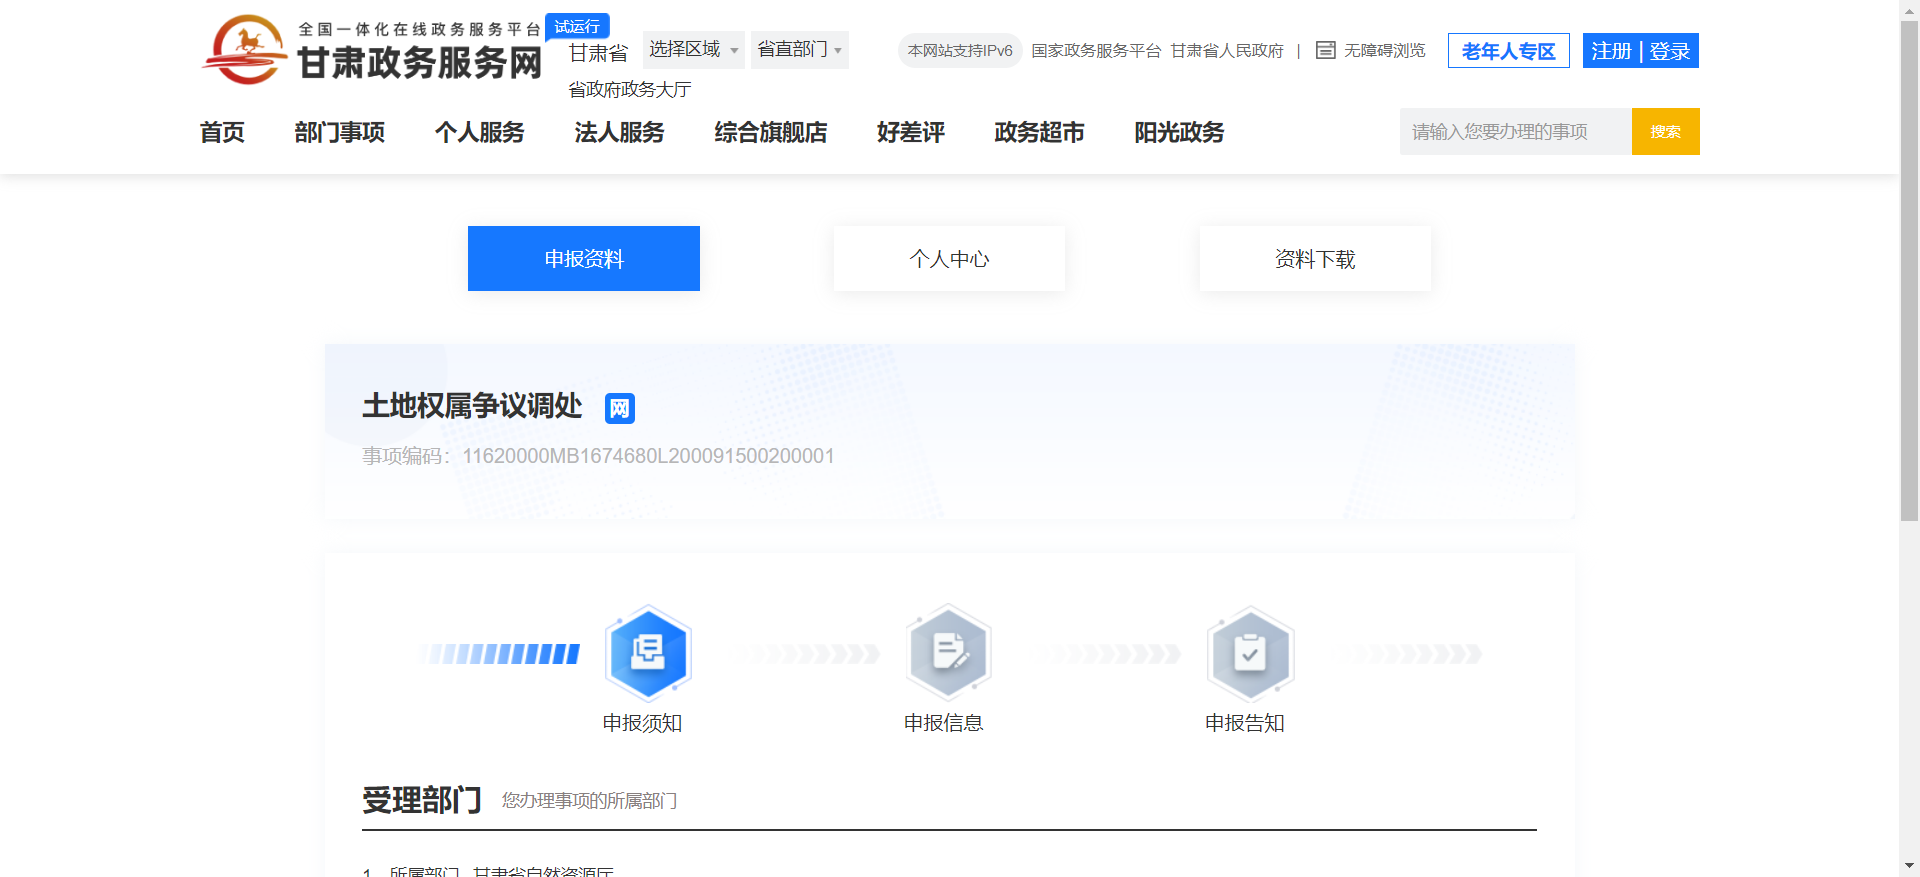 全国一体化在线政务服务平台
试运行
甘肃政务服务网
甘肃省
选择区域
省直部门
省政府政务大厅
本网站支持IPv6
国家政务服务平台
甘肃省人民政府
|
无障碍浏览
老年人专区
注册 | 登录
首页
部门事项
个人服务
法人服务
综合旗舰店
好差评
政务超市
阳光政务
请输入您要办理的事项
搜索
申报资料
个人中心
资料下载
土地权属争议调处
网
事项编码：11620000MB1674680L200091500200001
申报须知
申报信息
申报告知
受理部门
您办理事项的所属部门
1、所属部门 甘肃省自然资源厅